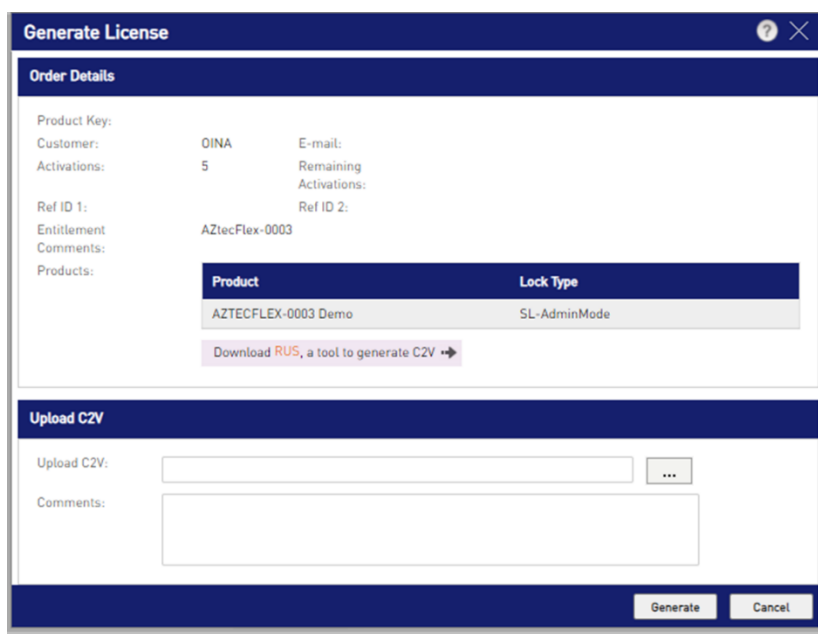 Generate License
?
Order Details
Product Key:
Customer: OINA E-mail:
Activations: 5 Remaining Activations:
Ref ID 1: Ref ID 2:
Entitlement Comments: AZtecFlex-0003
Products:
Product Lock Type
AZTECFLEX-0003 Demo SL-AdminMode
Download RUS, a tool to generate C2V
Upload C2V
Upload C2V: ...
Comments:
Generate Cancel